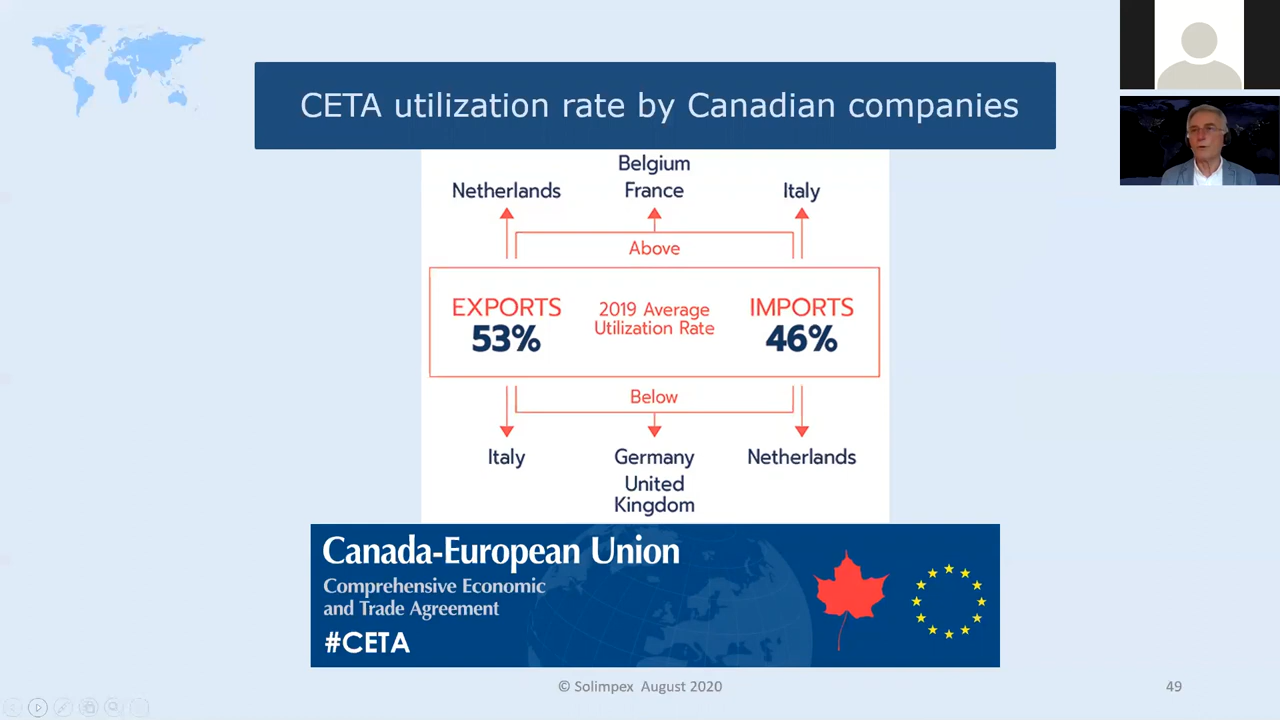 CETA utilization rate by Canadian companies
Belgium
Netherlands France Italy
Above
EXPORTS 2019 Average IMPORTS
53% Utilization Rate 46%
Below
Italy Germany Netherlands
United
Kingdom
Canada-European Union
Comprehensive Economic
and Trade Agreement
#CETA
© Solimpex August 2020
49